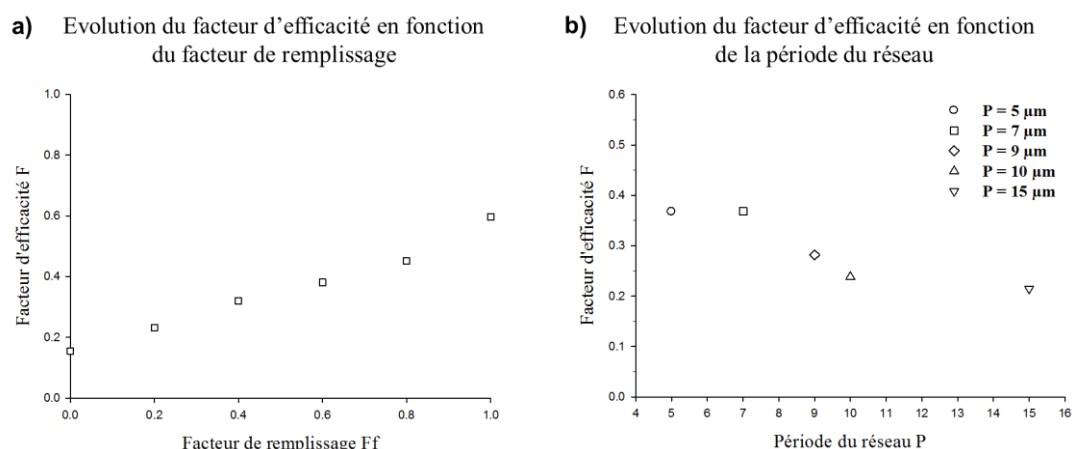 a) Evolution du facteur d'efficacité en fonction
du facteur de remplissage
1.0
0.8
0.6
0.4
0.2
0.0
0.0 0.2 0.4 0.6 0.8 1.0
Facteur d'efficacité F
Facteur de remplissage Ff
b) Evolution du facteur d'efficacité en fonction
de la période du réseau
0.6
0.5
0.4
0.3
0.2
0.1
0.0
4 5 6 7 8 9 10 11 12 13 14 15 16
Facteur d'efficacité F
Période du réseau P
P = 5 µm
P = 7 µm
P = 9 µm
P = 10 µm
P = 15 µm